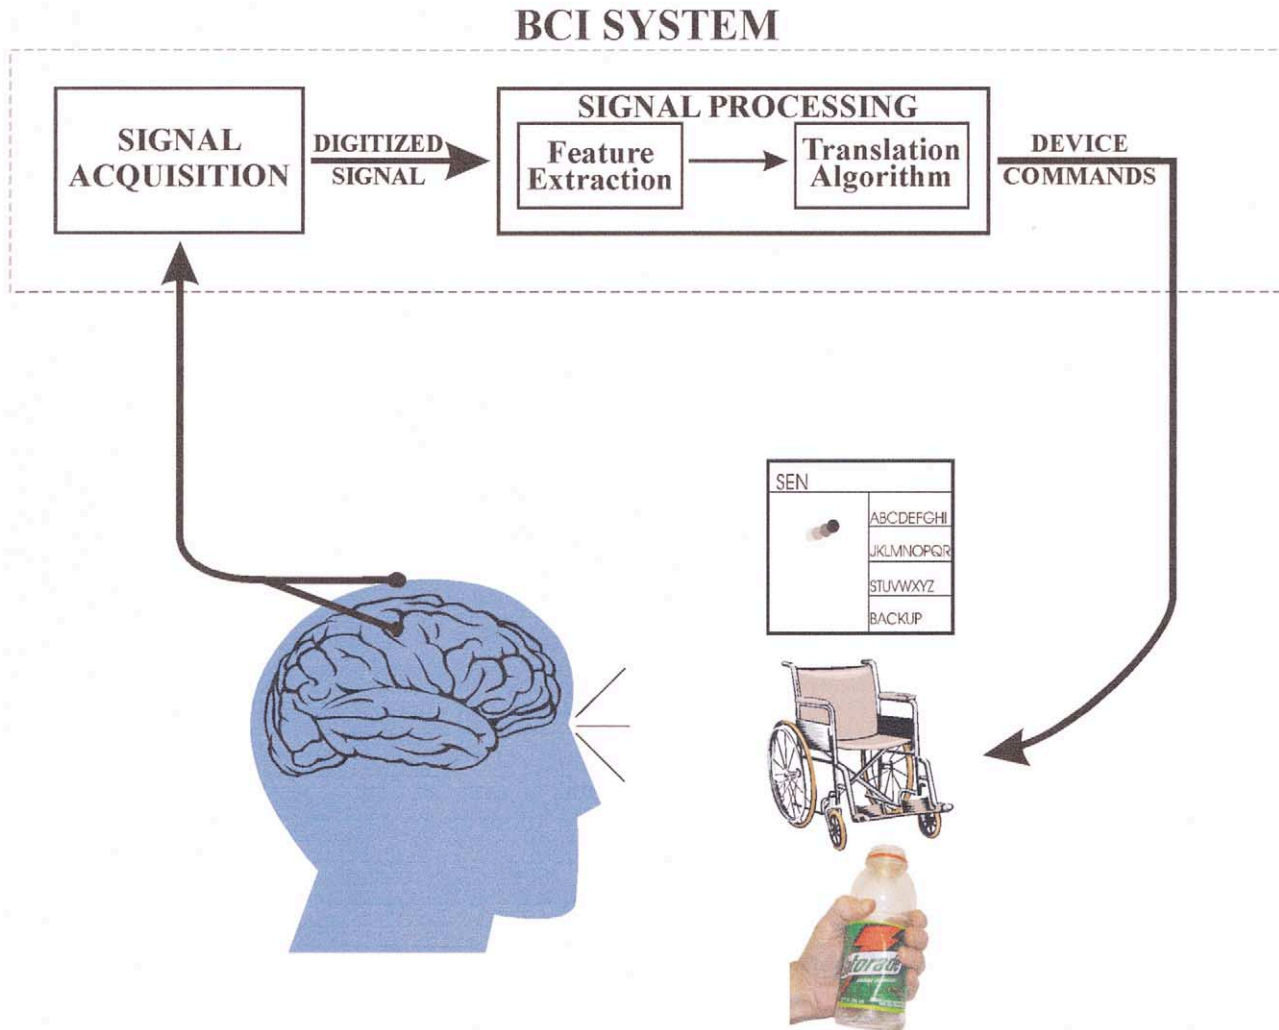 BCI SYSTEM
SIGNAL
ACQUISITION
DIGITIZED
SIGNAL
SIGNAL PROCESSING
Feature
Extraction
Translation
Algorithm
DEVICE
COMMANDS
SEN
ABCDEFGHI
JKLMNOPQR
STUVWXYZ
BACKUP
atorade